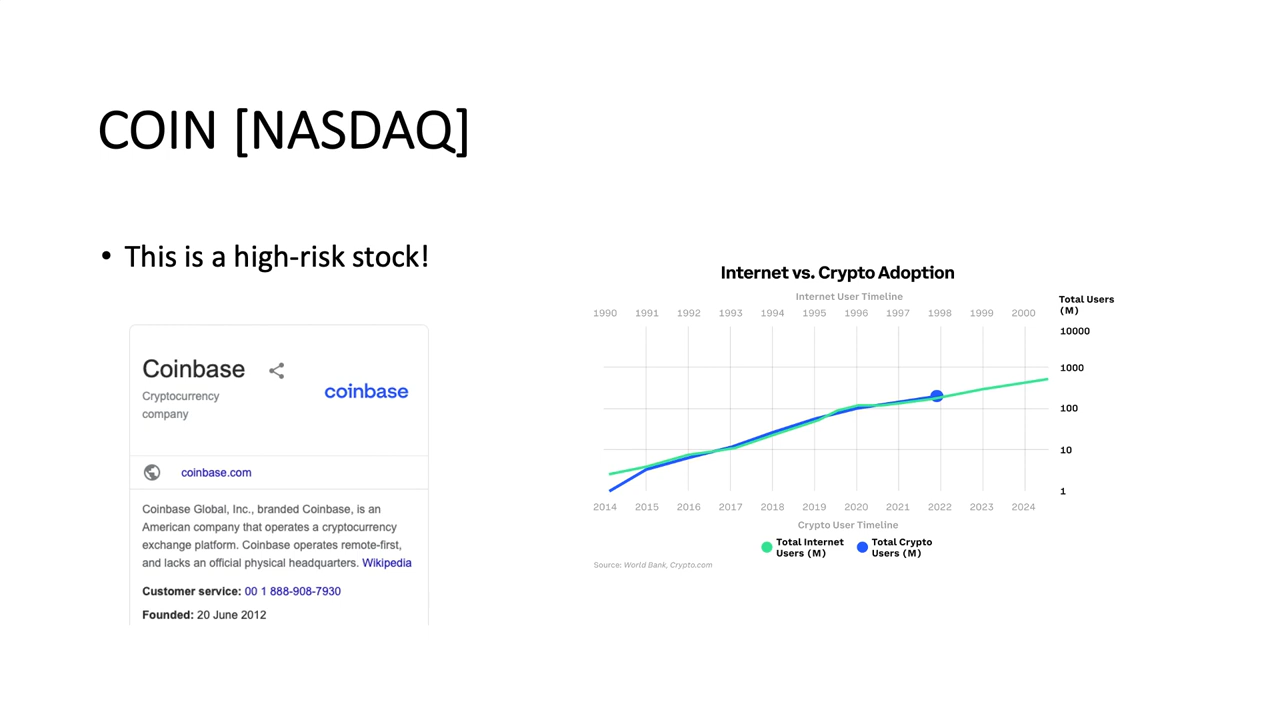 COIN [NASDAQ]
• This is a high-risk stock!
Coinbase
Cryptocurrency
company
coinbase
coinbase.com
Coinbase Global, Inc., branded Coinbase, is an
American company that operates a cryptocurrency
exchange platform. Coinbase operates remote-first,
and lacks an official physical headquarters. Wikipedia
Customer service: 00 1 888-908-7930
Founded: 20 June 2012
Internet vs. Crypto Adoption
Internet User Timeline
Total Users
(M)
1990 1991 1992 1993 1994 1995 1996 1997 1998 1999 2000
10000
1000
100
10
1
2014 2015 2016 2017 2018 2019 2020 2021 2022 2023 2024
Crypto User Timeline
Total Internet
Users (M)
Total Crypto
Users (M)
Source: World Bank, Crypto.com